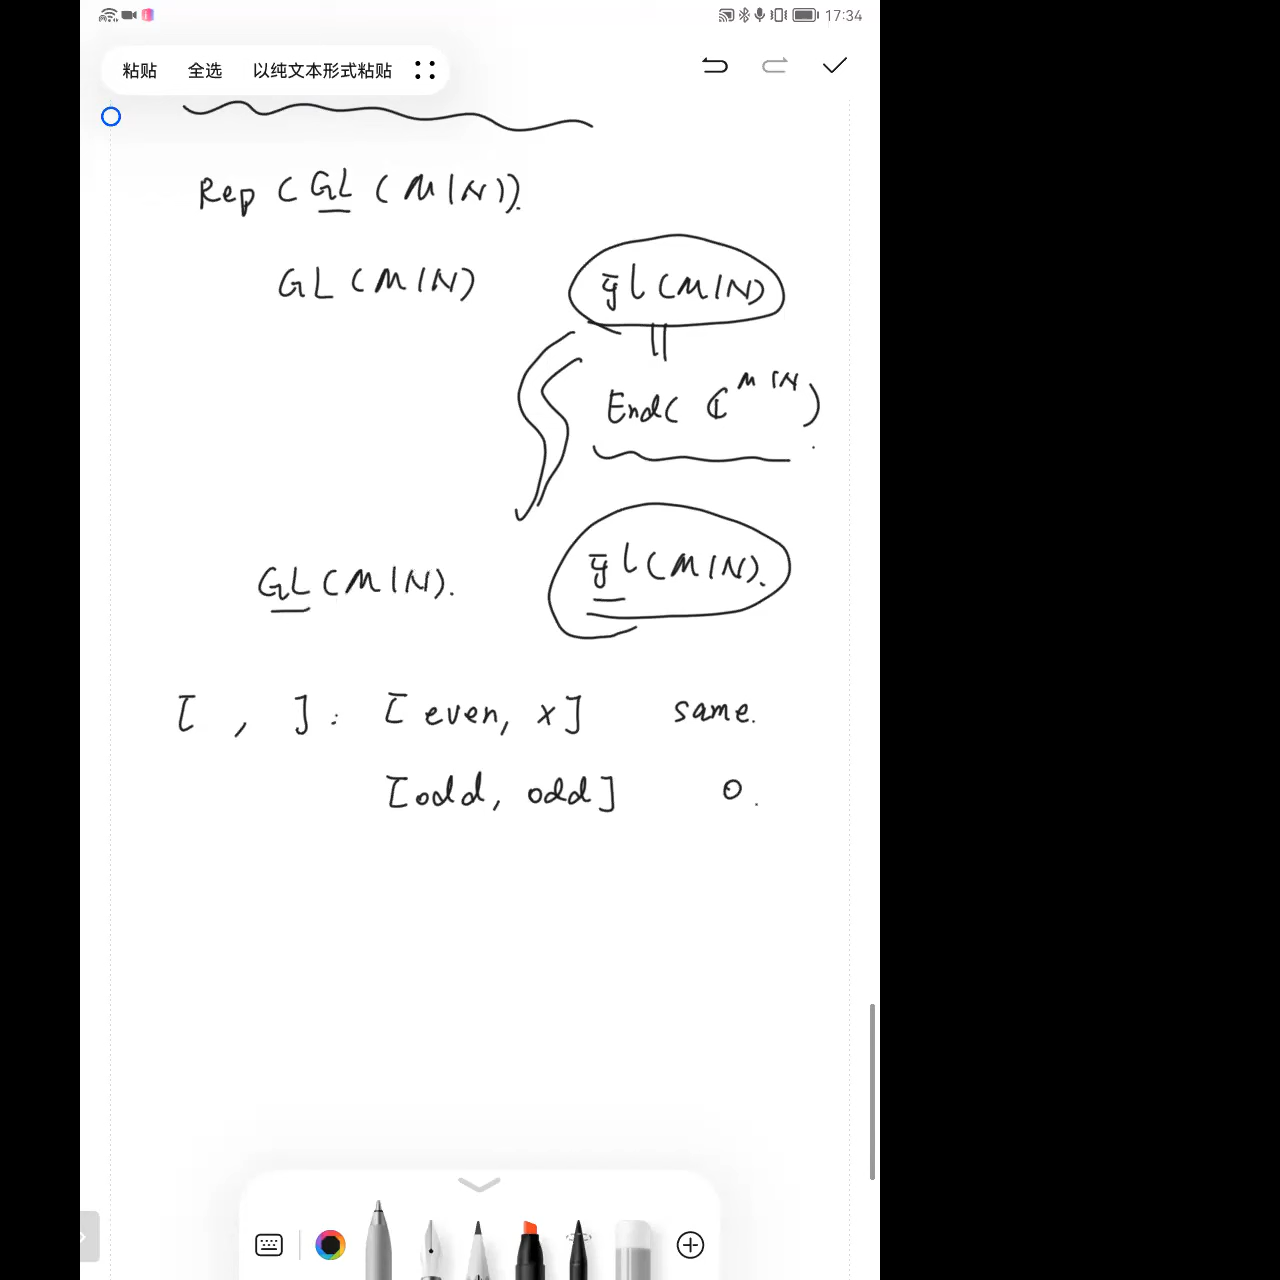 17:34
粘贴 全选 以纯文本形式粘贴
Rep (GL (M|N)).
GL (M|N) gl (M|N)
||
End( ℂ^{M|N} ).
GL (M|N). gl (M|N).
[ , ] : [even, x] same.
[odd, odd] 0.